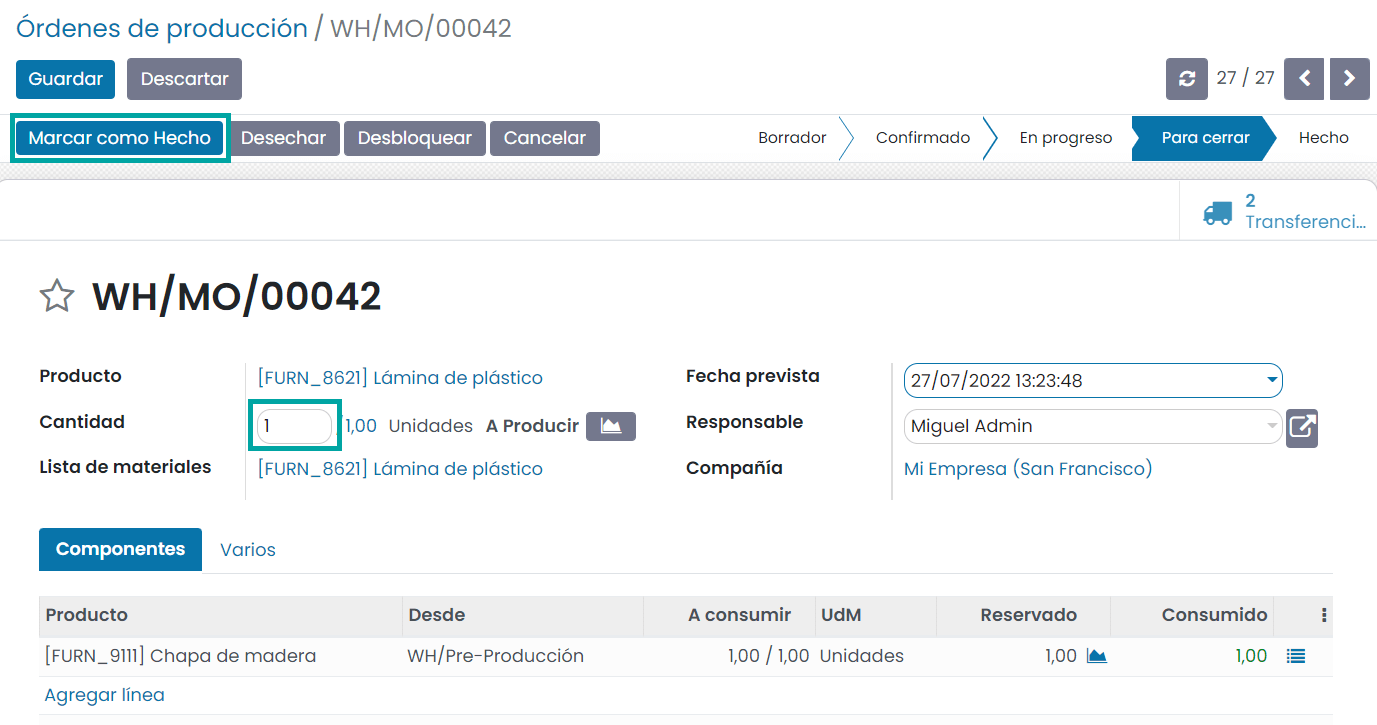 Órdenes de producción / WH/MO/00042
Guardar Descartar 27 / 27
Marcar como Hecho Desechar Desbloquear Cancelar Borrador Confirmado En progreso Para cerrar Hecho
2
Transferenci...
WH/MO/00042
Producto [FURN_8621] Lámina de plástico Fecha prevista 27/07/2022 13:23:48
Cantidad 1 /1,00 Unidades A Producir Responsable Miguel Admin
Lista de materiales [FURN_8621] Lámina de plástico Compañía Mi Empresa (San Francisco)
Componentes Varios
Producto Desde A consumir UdM Reservado Consumido
[FURN_9111] Chapa de madera WH/Pre-Producción 1,00 / 1,00 Unidades 1,00 1,00
Agregar línea